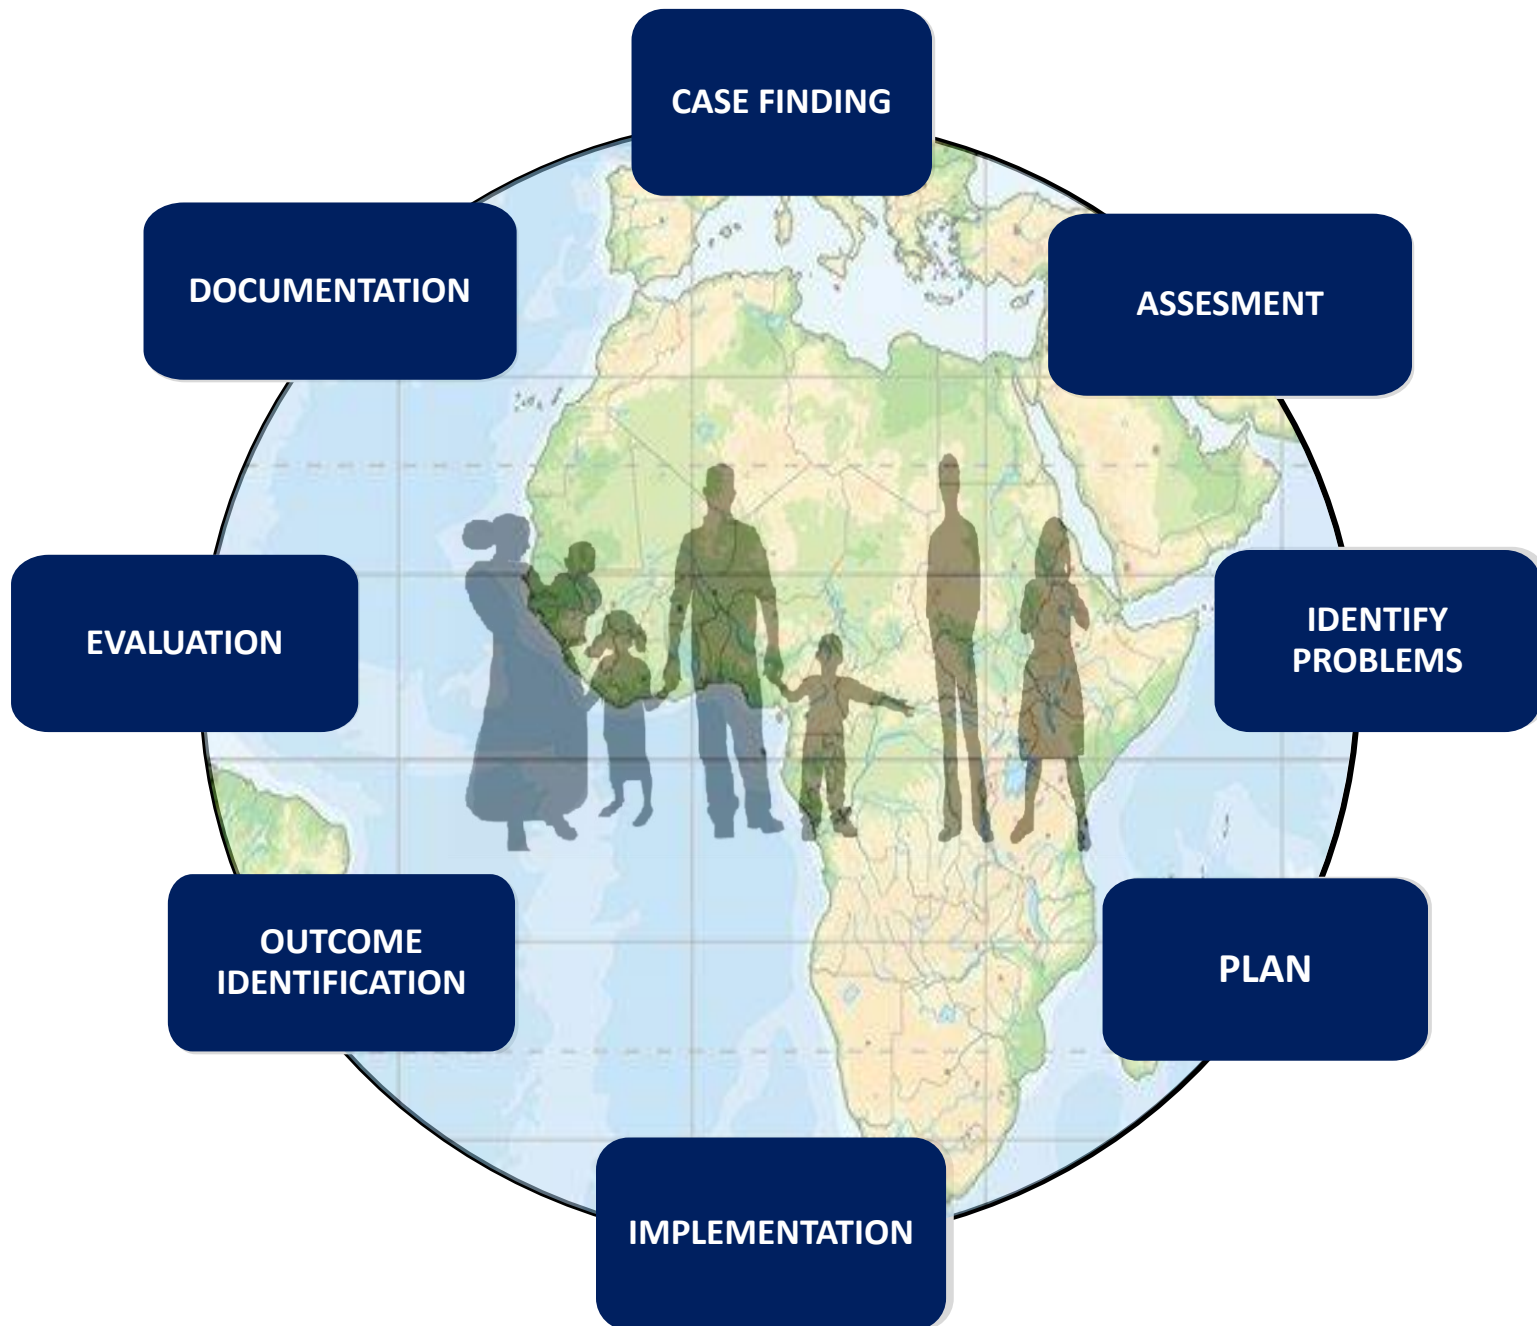 CASE FINDING
DOCUMENTATION
ASSESMENT
EVALUATION
IDENTIFY
PROBLEMS
OUTCOME
IDENTIFICATION
PLAN
IMPLEMENTATION